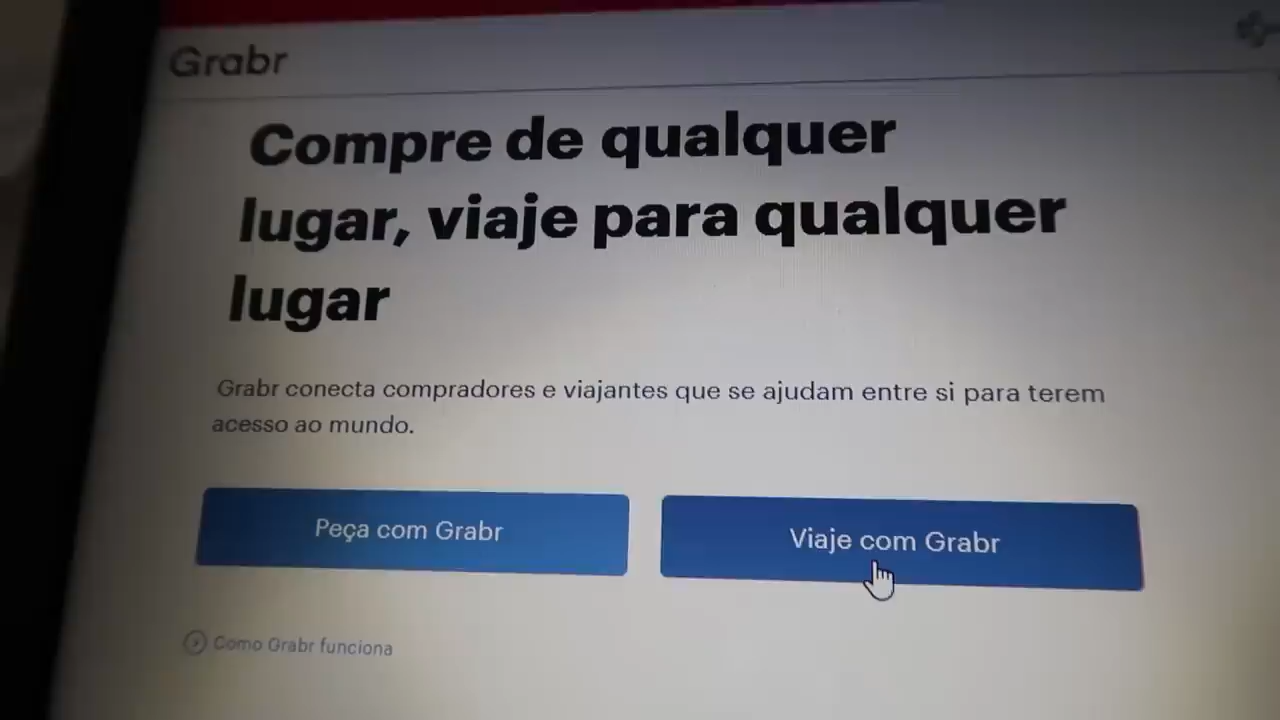 Grabr
Compre de qualquer
lugar, viaje para qualquer
lugar
Grabr conecta compradores e viajantes que se ajudam entre si para terem
acesso ao mundo.
Peça com Grabr
Viaje com Grabr
Como Grabr funciona